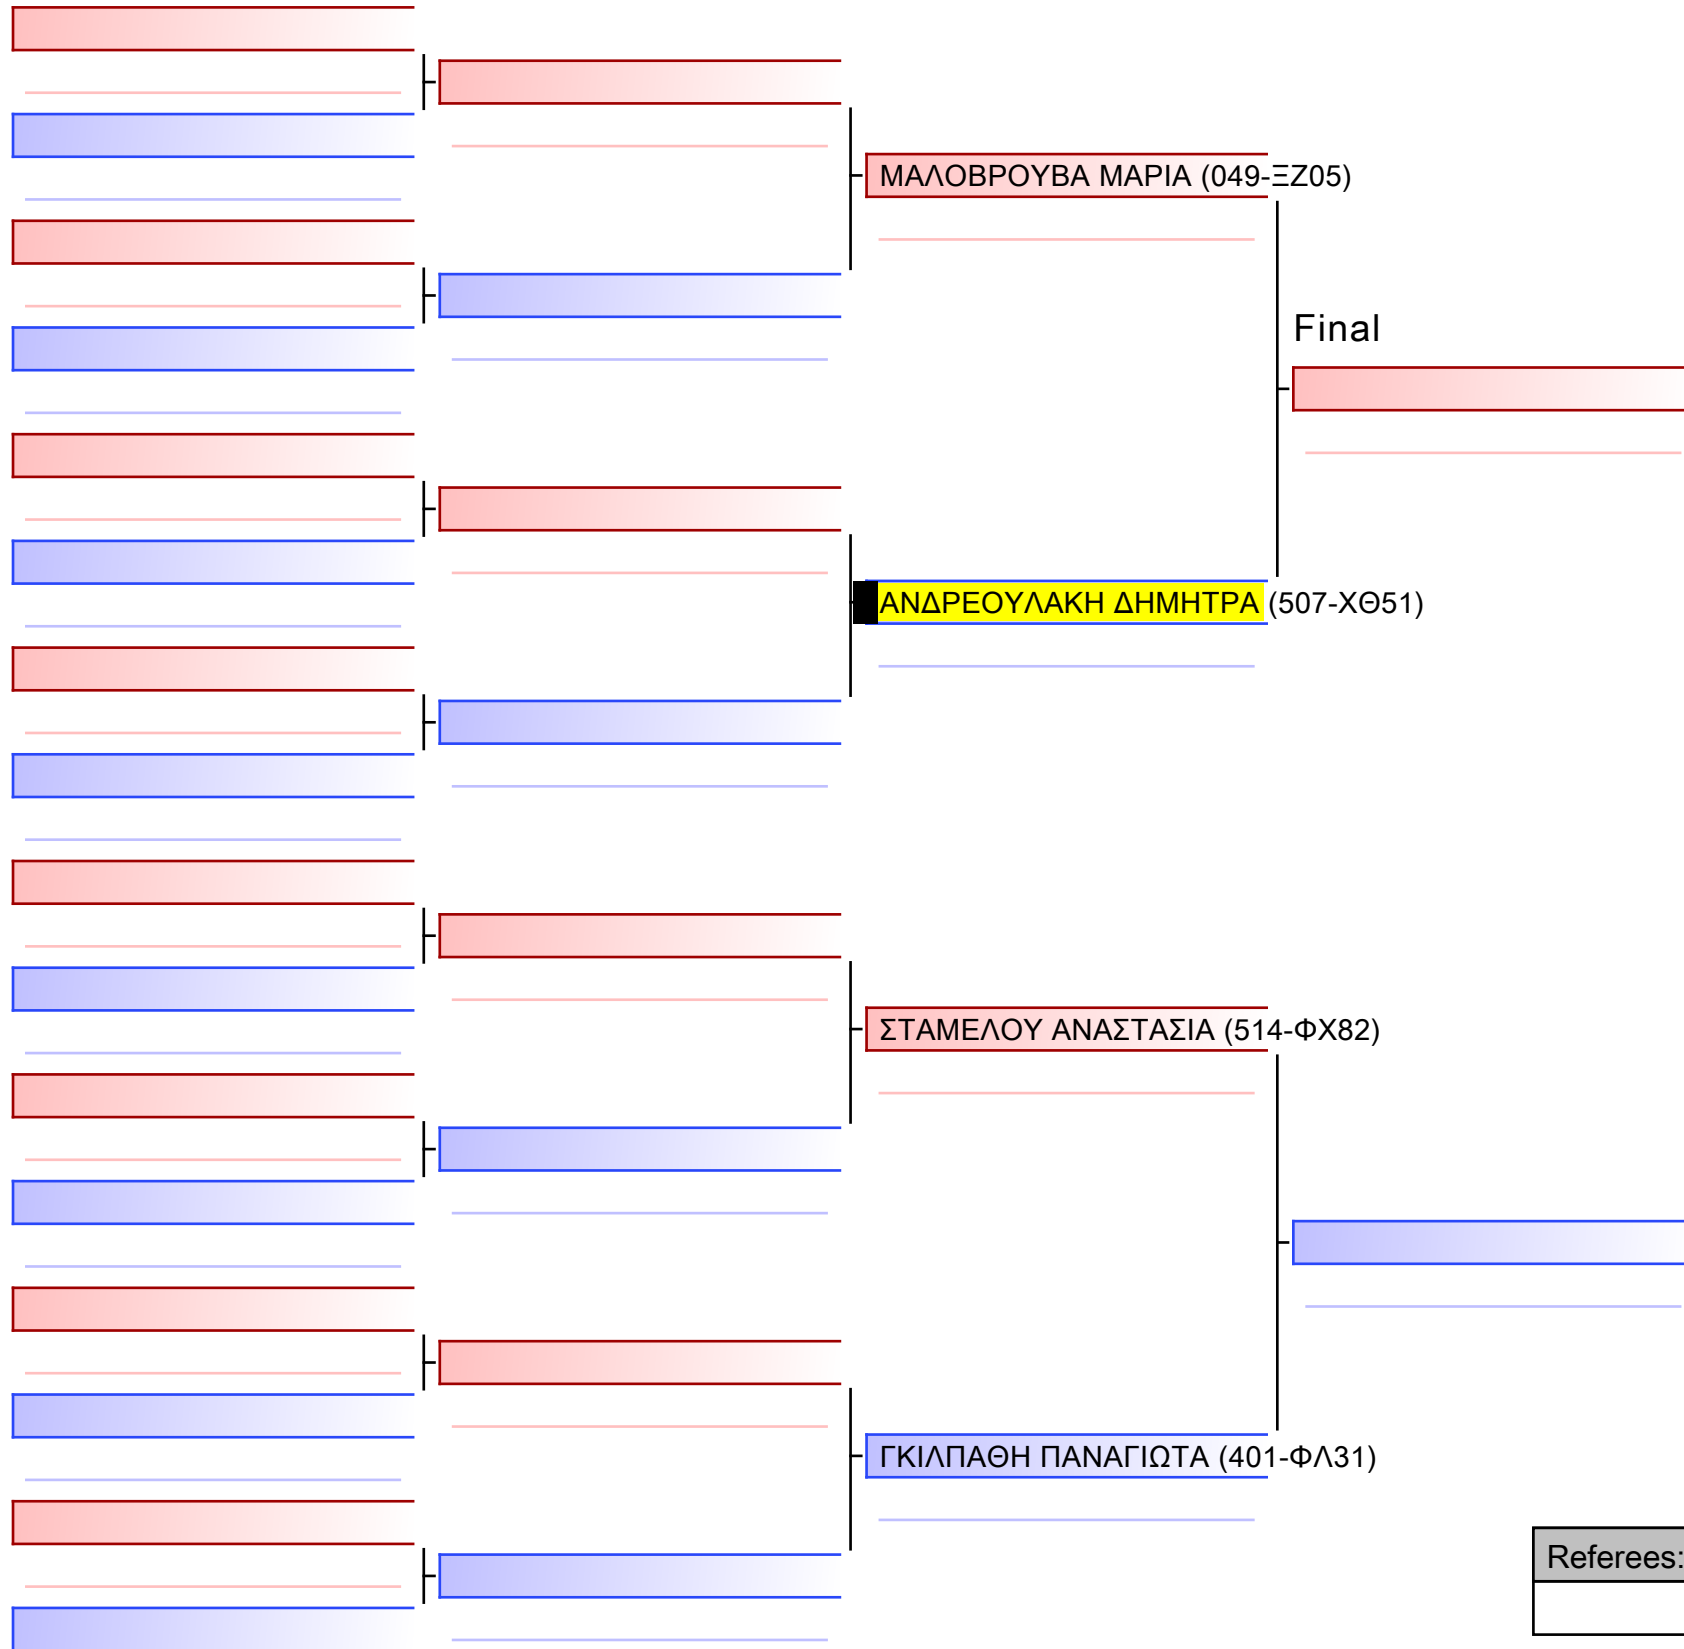 ΜΑΛΟΒΡΟΥΒΑ ΜΑΡΙΑ (049-ΞΖ05)
Final
ΑΝΔΡΕΟΥΛΑΚΗ ΔΗΜΗΤΡΑ (507-ΧΘ51)
ΣΤΑΜΕΛΟΥ ΑΝΑΣΤΑΣΙΑ (514-ΦΧ82)
ΓΚΙΛΠΑΘΗ ΠΑΝΑΓΙΩΤΑ (401-ΦΛ31)
Referees: